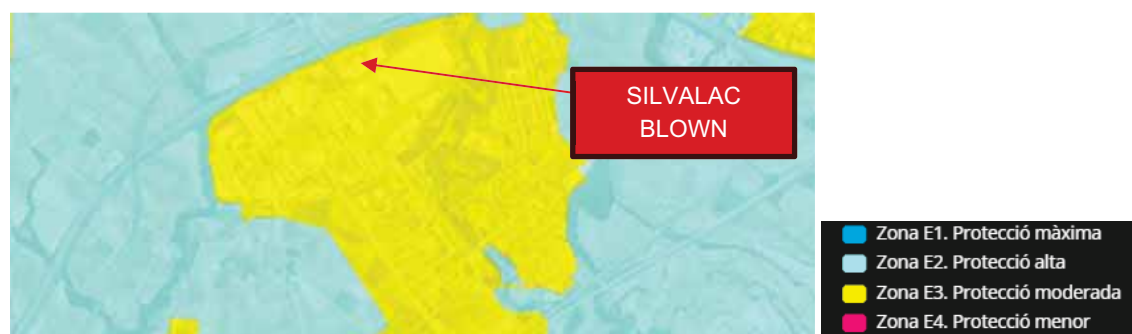 SILVALAC
BLOWN
Zona E1. Protecció màxima
Zona E2. Protecció alta
Zona E3. Protecció moderada
Zona E4. Protecció menor